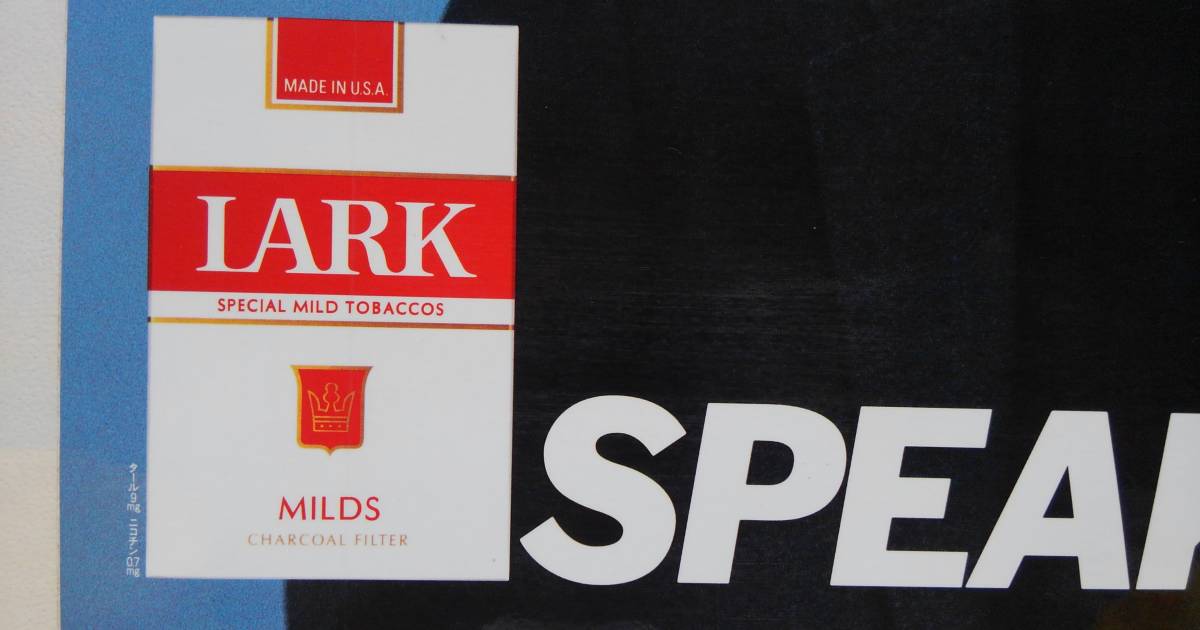 MADE IN U.S.A.
LARK
SPECIAL MILD TOBACCOS
MILDS
CHARCOAL FILTER
タール9mg ニコチン0.7mg
SPEA